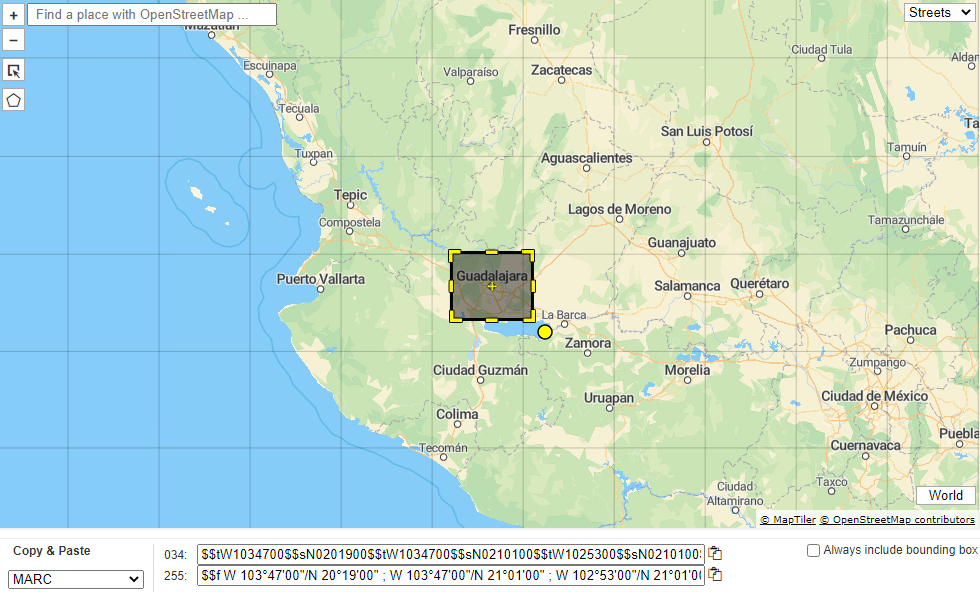 +
Find a place with OpenStreetMap ...
Streets
−
Mazatlán
Fresnillo
Ciudad Tula
Escuinapa
Valparaíso
Zacatecas
Tecuala
San Luis Potosí
Tuxpan
Aguascalientes
Tamuín
Tepic
Lagos de Moreno
Compostela
Tamazunchale
Guanajuato
Guadalajara
Puerto Vallarta
Salamanca
Querétaro
La Barca
Pachuca
Zamora
Zumpango
Ciudad Guzmán
Morelia
Uruapan
Ciudad de México
Colima
Puebla
Tecomán
Cuernavaca
Taxco
Ciudad
Altamirano
World
© MapTiler © OpenStreetMap contributors
Copy & Paste
034: $$tW1034700$$sN0201900$$tW1034700$$sN0210100$$tW1025300$$sN0210100
Always include bounding box
MARC
255: $$f W 103°47'00"/N 20°19'00" ; W 103°47'00"/N 21°01'00" ; W 102°53'00"/N 21°01'0